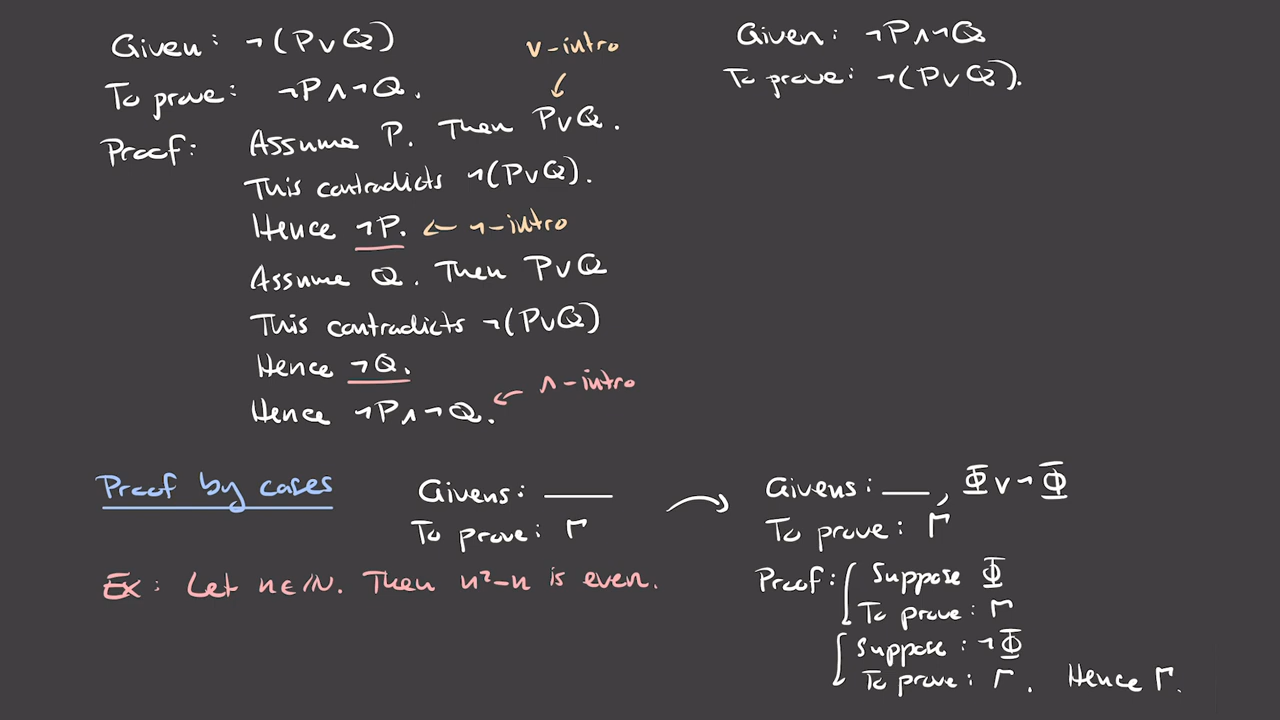 Given: ¬(P∨Q)
To prove: ¬P∧¬Q.
∨-intro
Proof: Assume P. Then P∨Q.
This contradicts ¬(P∨Q).
Hence ¬P. ← ¬-intro
Assume Q. Then P∨Q
This contradicts ¬(P∨Q)
Hence ¬Q.
∧-intro
Hence ¬P∧¬Q.
Given: ¬P∧¬Q
To prove: ¬(P∨Q).
Proof by cases
Givens: ___
To prove: Γ
Ex: Let n∈ℕ. Then n²-n is even.
Givens: ___, Φ∨¬Φ
To prove: Γ
Proof: Suppose Φ
To prove: Γ
Suppose: ¬Φ
To prove: Γ. Hence Γ.